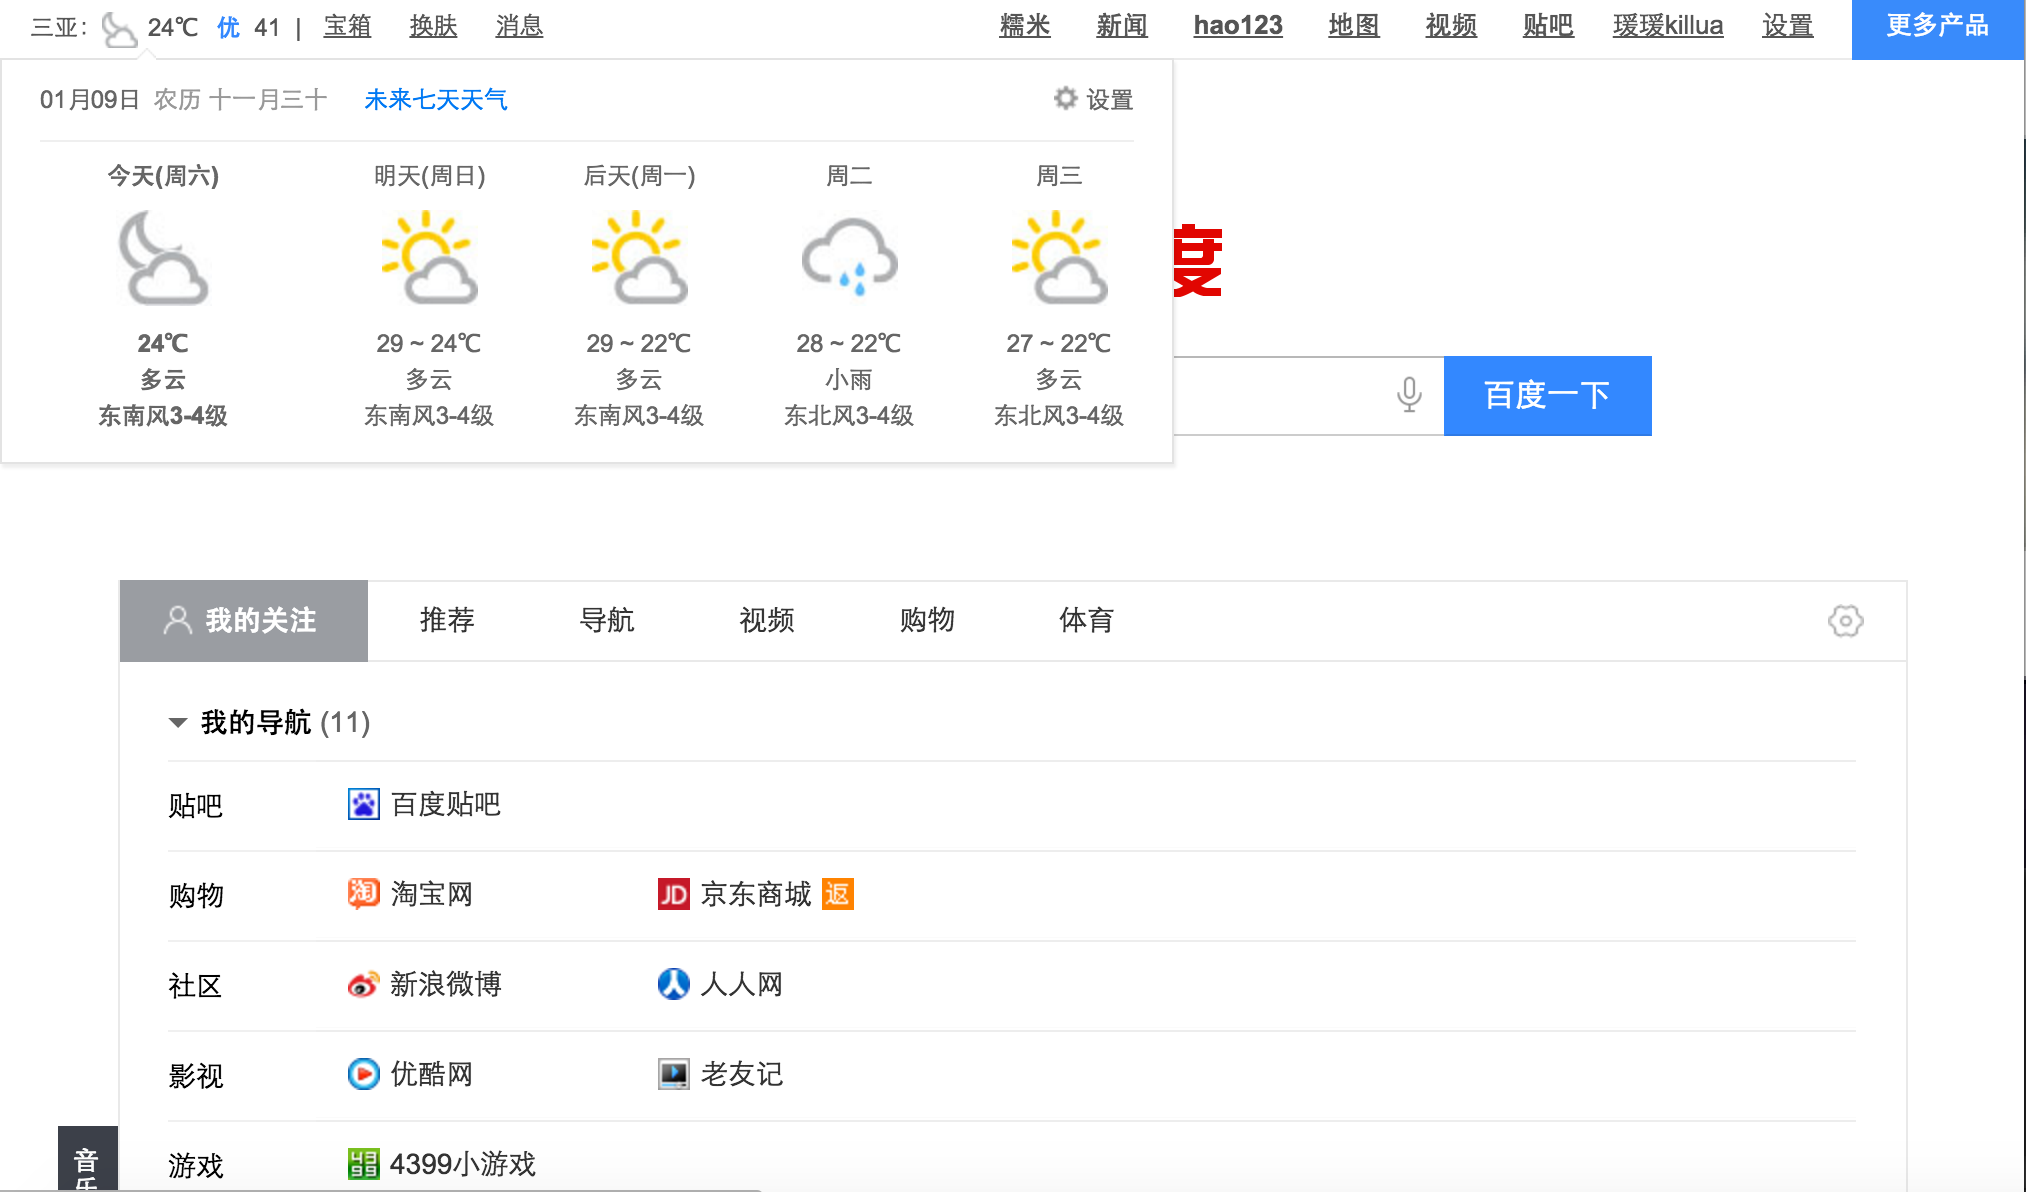 三亚： 24℃ 优 41 | 宝箱 换肤 消息 糯米 新闻 hao123 地图 视频 贴吧 瑗瑗killua 设置 更多产品
01月09日 农历 十一月三十 未来七天天气 设置
今天(周六) 明天(周日) 后天(周一) 周二 周三
24℃ 29 ~ 24℃ 29 ~ 22℃ 28 ~ 22℃ 27 ~ 22℃
多云 多云 多云 小雨 多云
东南风3-4级 东南风3-4级 东南风3-4级 东北风3-4级 东北风3-4级
度
百度一下
我的关注 推荐 导航 视频 购物 体育
我的导航 (11)
贴吧 百度贴吧
购物 淘 淘宝网 JD 京东商城 返
社区 新浪微博 人 人人网
影视 优酷网 老友记
游戏 4399 4399小游戏
音
乐